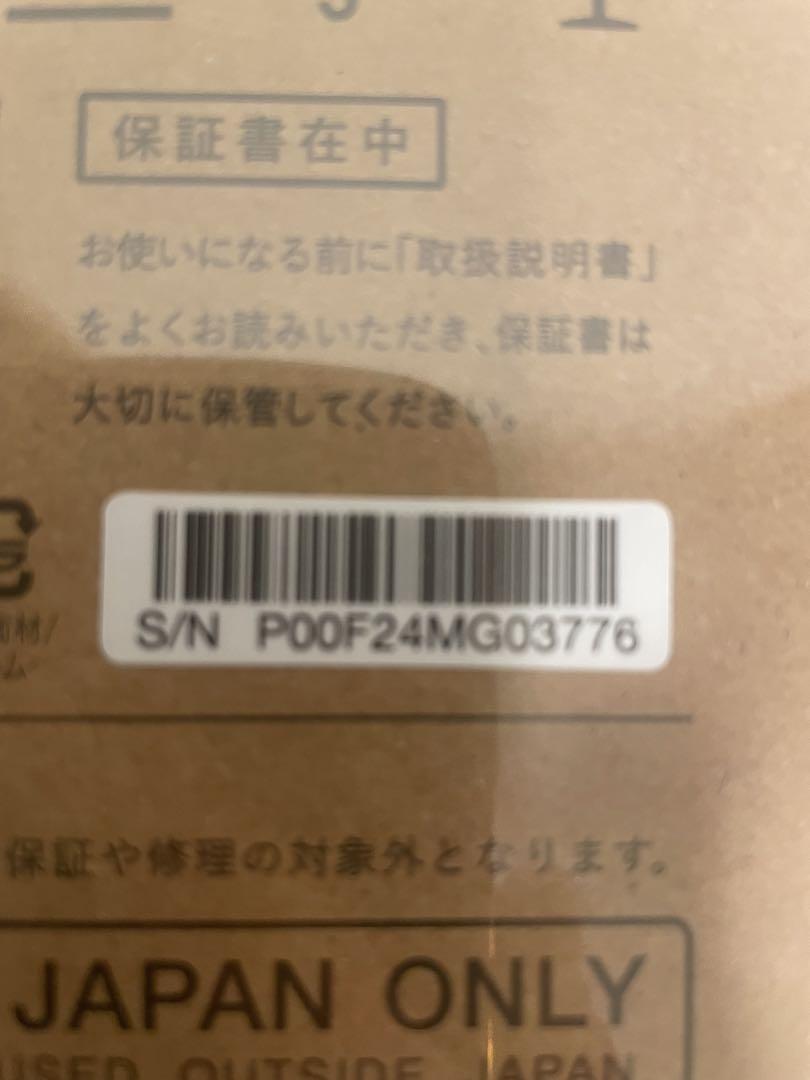 保証書在中
お使いになる前に「取扱説明書」
をよくお読みいただき、保証書は
大切に保管してください。
S/N P00F24MG03776
保証や修理の対象外となります。
JAPAN ONLY
USED OUTSIDE JAPAN